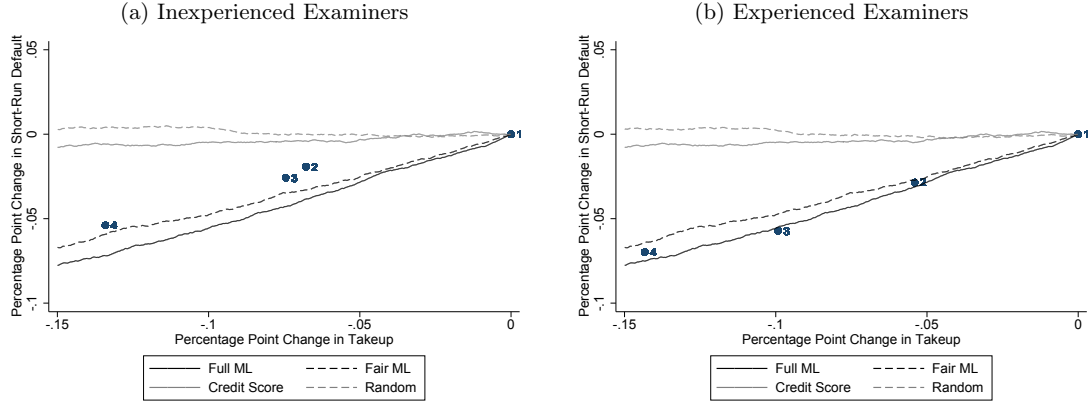 (a) Inexperienced Examiners
Percentage Point Change in Short-Run Default
.05
0
-.05
-.1
1
2
3
4
-.15
-.1
-.05
0
Percentage Point Change in Takeup
Full ML
Fair ML
Credit Score
Random
(b) Experienced Examiners
Percentage Point Change in Short-Run Default
.05
0
-.05
-.1
1
2
3
4
-.15
-.1
-.05
0
Percentage Point Change in Takeup
Full ML
Fair ML
Credit Score
Random